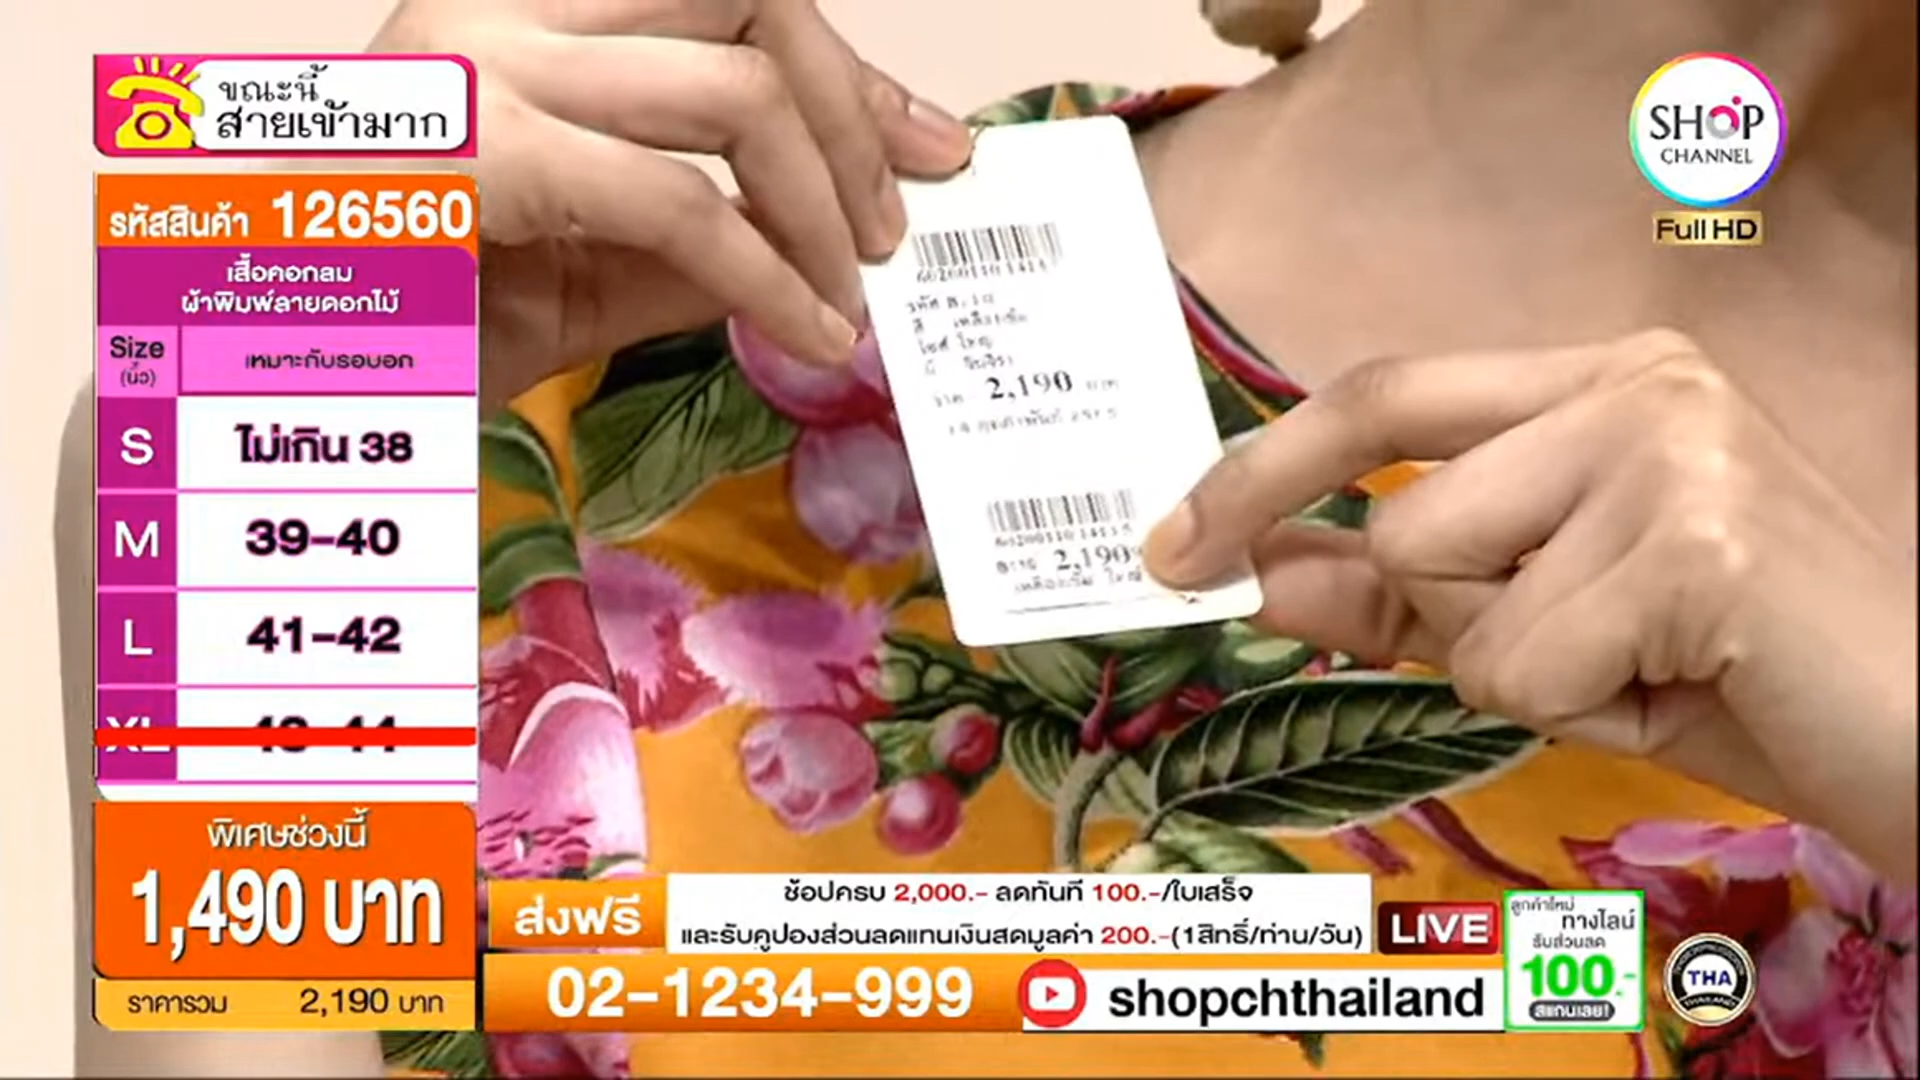 ขณะนี้
สายเข้ามาก
รหัสสินค้า 126560
เสื้อคอกลม
ผ้าพิมพ์ลายดอกไม้
Size
(นิ้ว)
เหมาะกับรอบอก
S ไม่เกิน 38
M 39-40
L 41-42
XL 43-44
พิเศษช่วงนี้
1,490 บาท
ราคารวม 2,190 บาท
SHOP
CHANNEL
Full HD
2,190 บาท
2,190
ส่งฟรี
ช้อปครบ 2,000.- ลดทันที 100.-/ใบเสร็จ
และรับคูปองส่วนลดแทนเงินสดมูลค่า 200.-(1สิทธิ์/ท่าน/วัน)
LIVE
02-1234-999
shopchthailand
ลูกค้าใหม่
ทางไลน์
รับส่วนลด
100.-
สแกนเลย!
THA